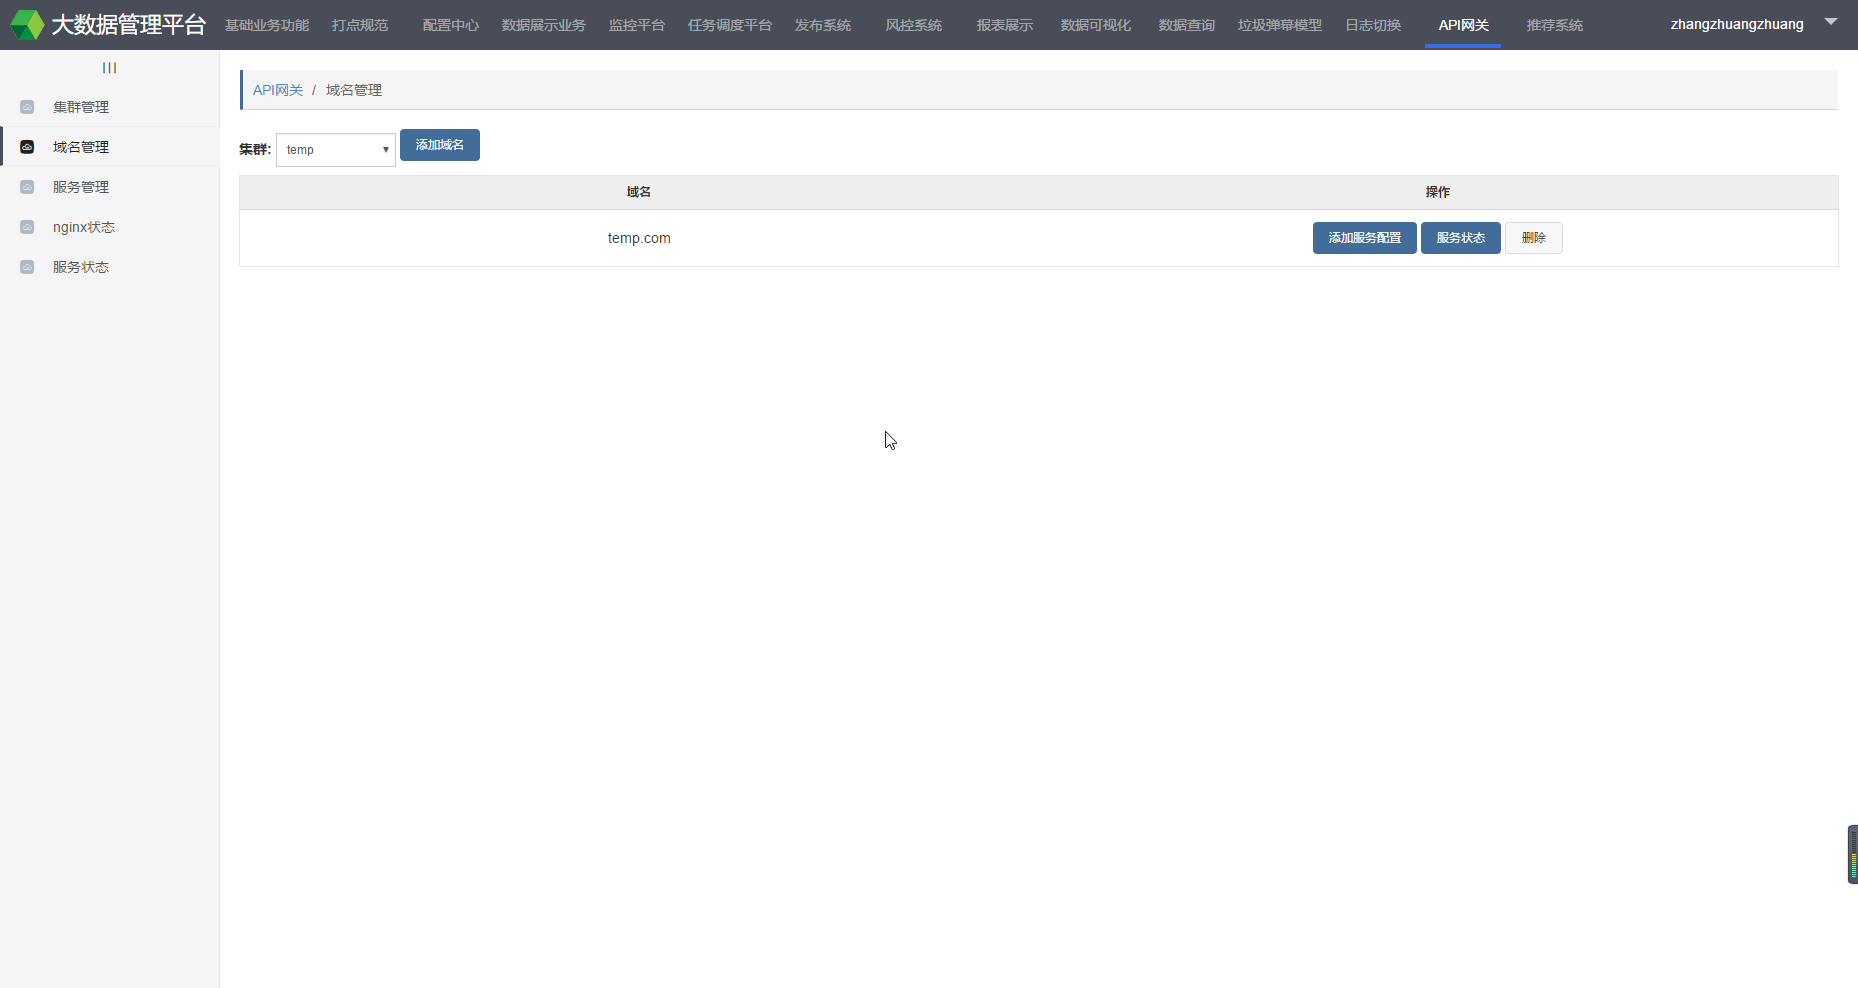 大数据管理平台 基础业务功能 打点规范 配置中心 数据展示业务 监控平台 任务调度平台 发布系统 风控系统 报表展示 数据可视化 数据查询 垃圾弹幕模型 日志切换 API网关 推荐系统 zhangzhuangzhuang
集群管理
域名管理
服务管理
nginx状态
服务状态
API网关 / 域名管理
集群: temp 添加域名
域名 操作
temp.com 添加服务配置 服务状态 删除